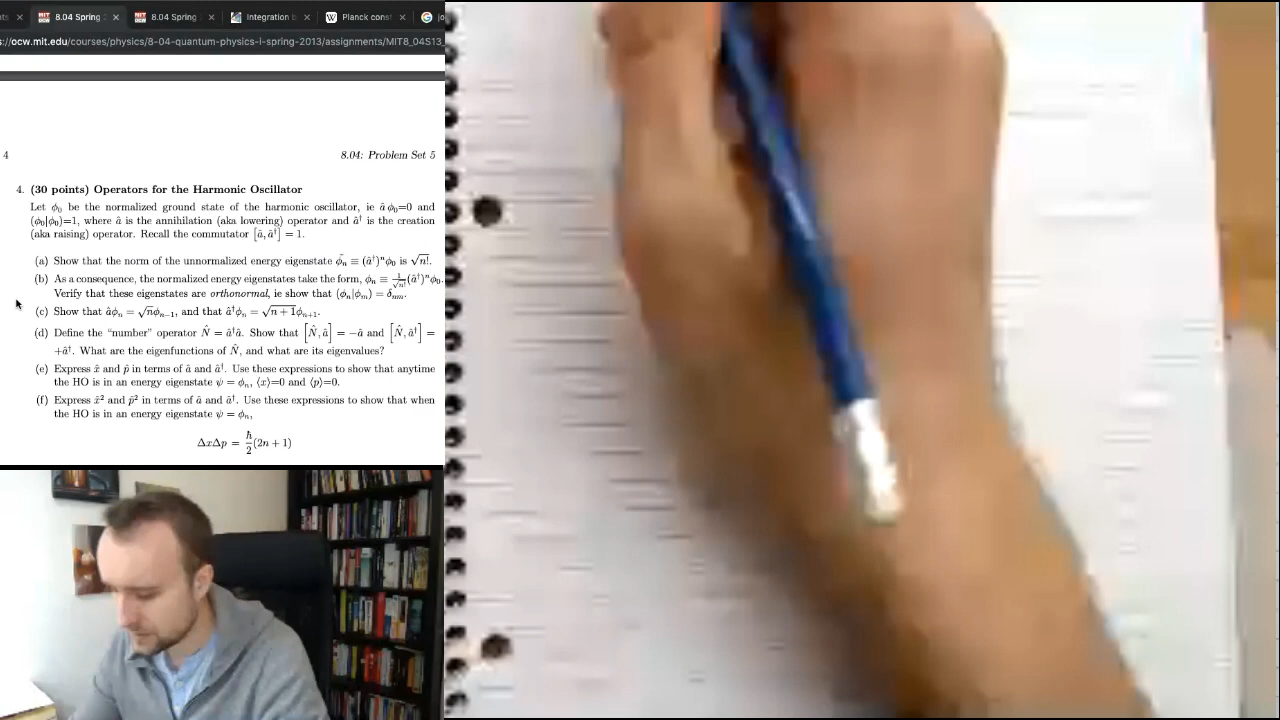 8.04 Spring
8.04 Spring
Integration b
Planck cons
jo
://ocw.mit.edu/courses/physics/8-04-quantum-physics-i-spring-2013/assignments/MIT8_04S13_
4
8.04: Problem Set 5
4. (30 points) Operators for the Harmonic Oscillator
Let ϕ₀ be the normalized ground state of the harmonic oscillator, ie â ϕ₀=0 and
(ϕ₀|ϕ₀)=1, where â is the annihilation (aka lowering) operator and ↠is the creation
(aka raising) operator. Recall the commutator [â, â†] = 1.
(a) Show that the norm of the unnormalized energy eigenstate ϕ̃ₙ ≡ (â†)ⁿϕ₀ is √n!.
(b) As a consequence, the normalized energy eigenstates take the form, ϕₙ ≡ 1/√n! (â†)ⁿϕ₀.
Verify that these eigenstates are orthonormal, ie show that (ϕₙ|ϕₘ) = δₙₘ.
(c) Show that âϕₙ = √n ϕₙ₋₁, and that â†ϕₙ = √(n+1) ϕₙ₊₁.
(d) Define the “number” operator N̂ = â†â. Show that [N̂, â] = −â and [N̂, â†] =
+â†. What are the eigenfunctions of N̂, and what are its eigenvalues?
(e) Express x̂ and p̂ in terms of â and â†. Use these expressions to show that anytime
the HO is in an energy eigenstate ψ = ϕₙ, ⟨x⟩=0 and ⟨p⟩=0.
(f) Express x̂² and p̂² in terms of â and â†. Use these expressions to show that when
the HO is in an energy eigenstate ψ = ϕₙ,
ΔxΔp = ħ/2 (2n + 1)